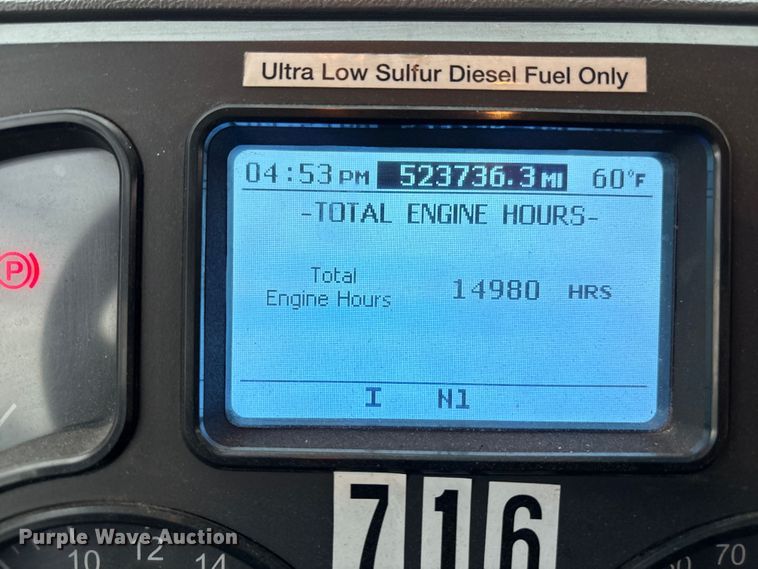 Ultra Low Sulfur Diesel Fuel Only
04:53 PM 523736.3 MI 60°F
-TOTAL ENGINE HOURS-
Total
Engine Hours 14980 HRS
I N1
P
716
10 12 14 70
Purple Wave Auction